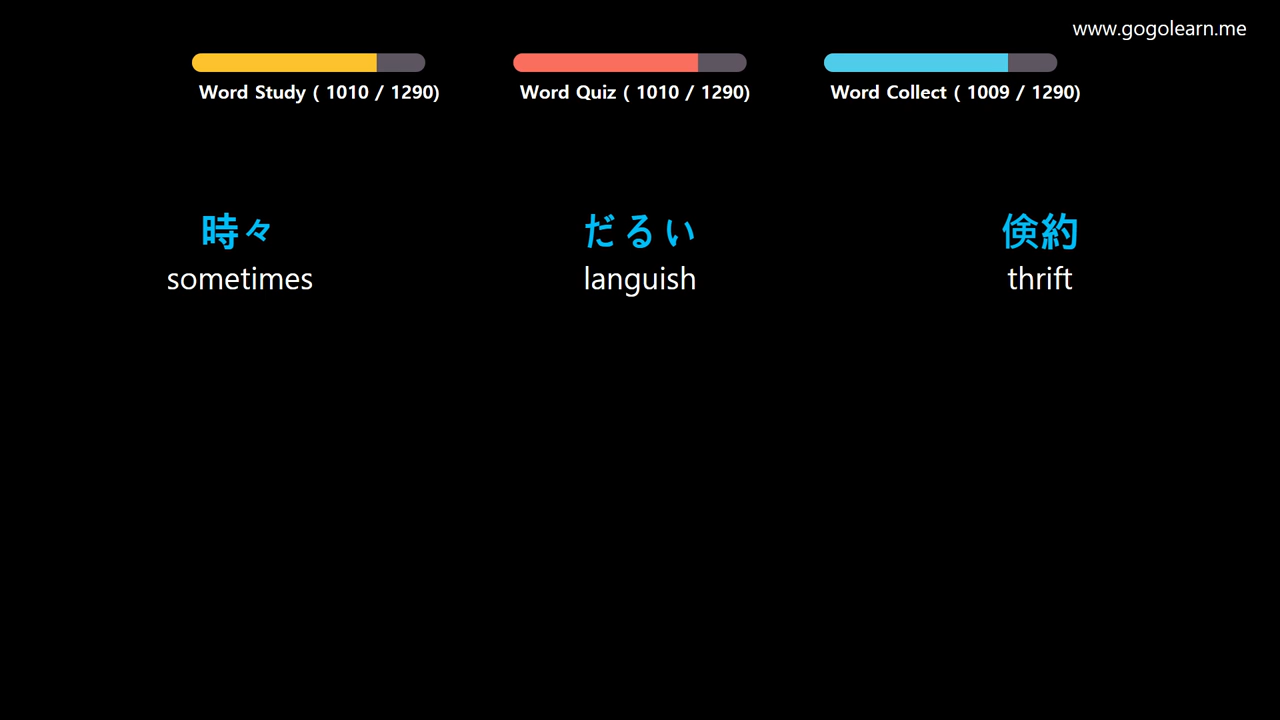 www.gogolearn.me
Word Study ( 1010 / 1290)
Word Quiz ( 1010 / 1290)
Word Collect ( 1009 / 1290)
時々
sometimes
だるい
languish
倹約
thrift